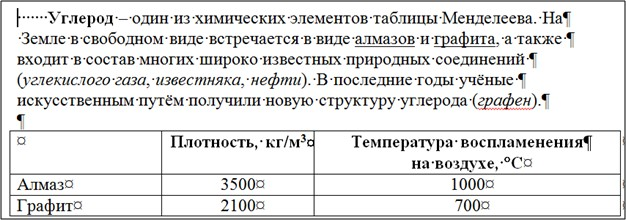 Углерод – один из химических элементов таблицы Менделеева. На¶
Земле в свободном виде встречается в виде алмазов и графита, а также ¶
входит в состав многих широко известных природных соединений ¶
(углекислого газа, известняка, нефти). В последние годы учёные ¶
искусственным путём получили новую структуру углерода (графен).¶
¶
¤ Плотность, кг/м³¤ Температура воспламенения¶
на воздухе, °С¤
Алмаз¤ 3500¤ 1000¤
Графит¤ 2100¤ 700¤